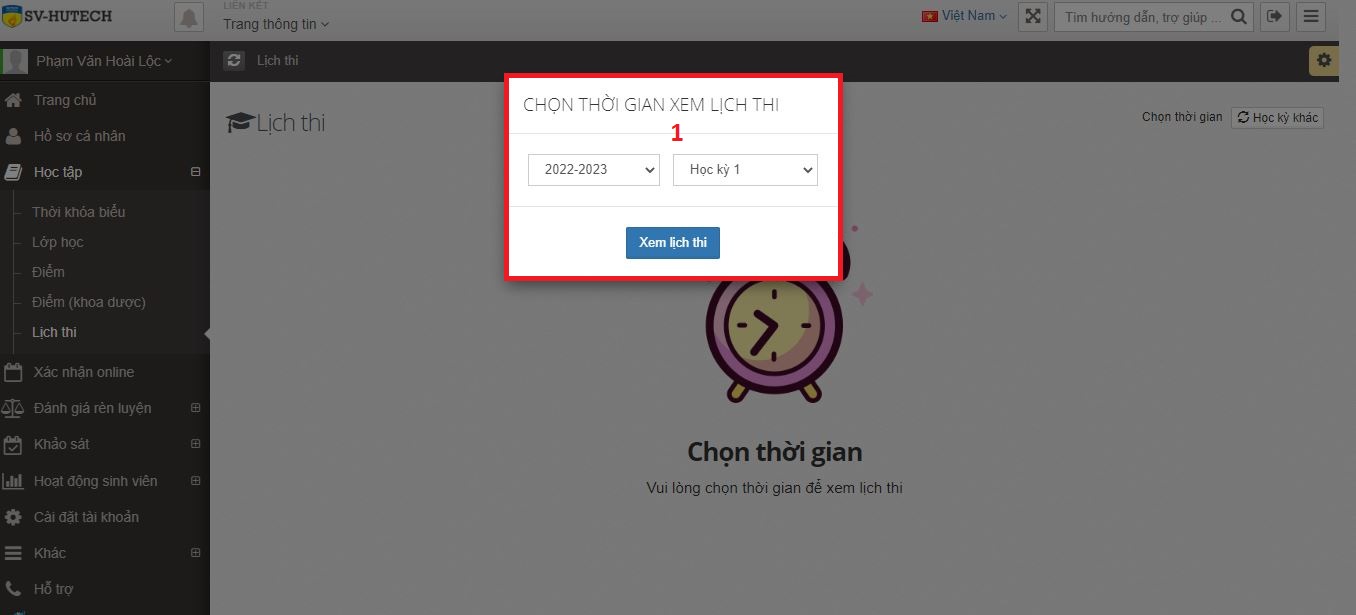 SV-HUTECH
LIÊN KẾT
Trang thông tin
Việt Nam
Tìm hướng dẫn, trợ giúp ...
Phạm Văn Hoài Lộc
Lịch thi
Trang chủ
Hồ sơ cá nhân
Học tập
Thời khóa biểu
Lớp học
Điểm
Điểm (khoa dược)
Lịch thi
Xác nhận online
Đánh giá rèn luyện
Khảo sát
Hoạt động sinh viên
Cài đặt tài khoản
Khác
Hỗ trợ
Lịch thi
Chọn thời gian
Học kỳ khác
CHỌN THỜI GIAN XEM LỊCH THI
1
2022-2023
Học kỳ 1
Xem lịch thi
Chọn thời gian
Vui lòng chọn thời gian để xem lịch thi